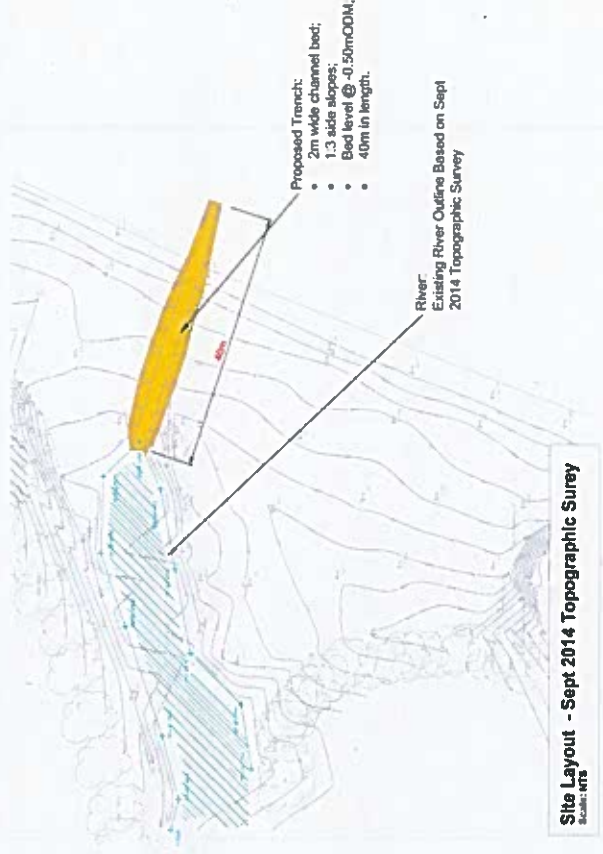 Proposed Trench:
• 2m wide channel bed;
• 1:3 side slopes;
• Bed level @ -0.50mODM;
• 40m in length.
40m
River:
Existing River Outline Based on Sept
2014 Topographic Survey
Site Layout - Sept 2014 Topographic Surey
Scale: NTS